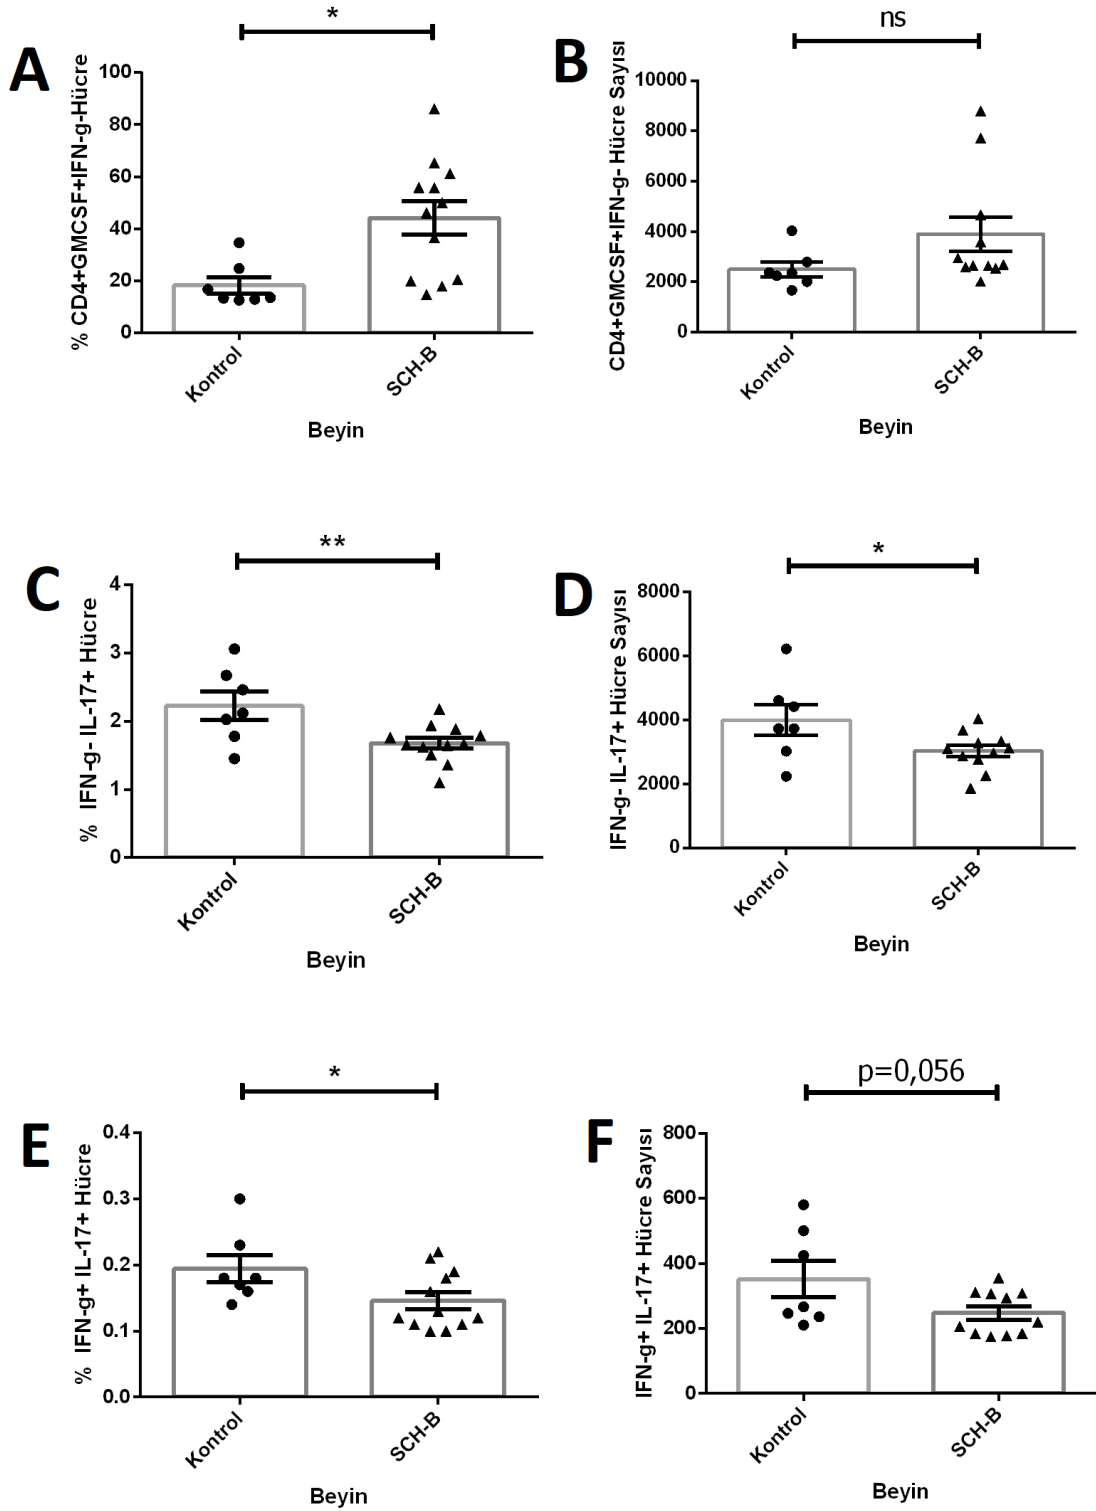 A
*
% CD4+GMCSF+IFN-g-Hücre
100
80
60
40
20
0
Kontrol
SCH-B
Beyin
B
ns
CD4+GMCSF+IFN-g- Hücre Sayısı
10000
8000
6000
4000
2000
0
Kontrol
SCH-B
Beyin
C
**
% IFN-g- IL-17+ Hücre
4
3
2
1
0
Kontrol
SCH-B
Beyin
D
*
IFN-g- IL-17+ Hücre Sayısı
8000
6000
4000
2000
0
Kontrol
SCH-B
Beyin
E
*
% IFN-g+ IL-17+ Hücre
0.4
0.3
0.2
0.1
0.0
Kontrol
SCH-B
Beyin
F
p=0,056
IFN-g+ IL-17+ Hücre Sayısı
800
600
400
200
0
Kontrol
SCH-B
Beyin